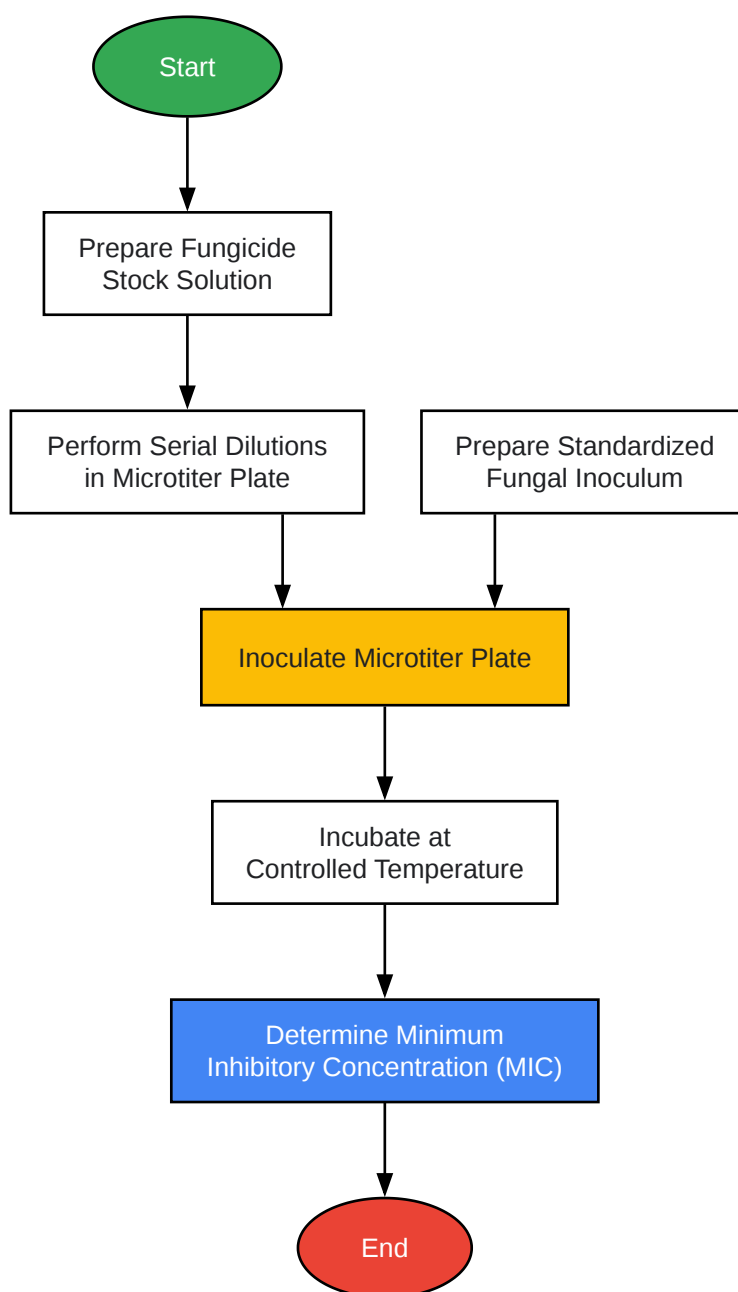 Start
Prepare Fungicide
Stock Solution
Perform Serial Dilutions
in Microtiter Plate
Prepare Standardized
Fungal Inoculum
Inoculate Microtiter Plate
Incubate at
Controlled Temperature
Determine Minimum
Inhibitory Concentration (MIC)
End